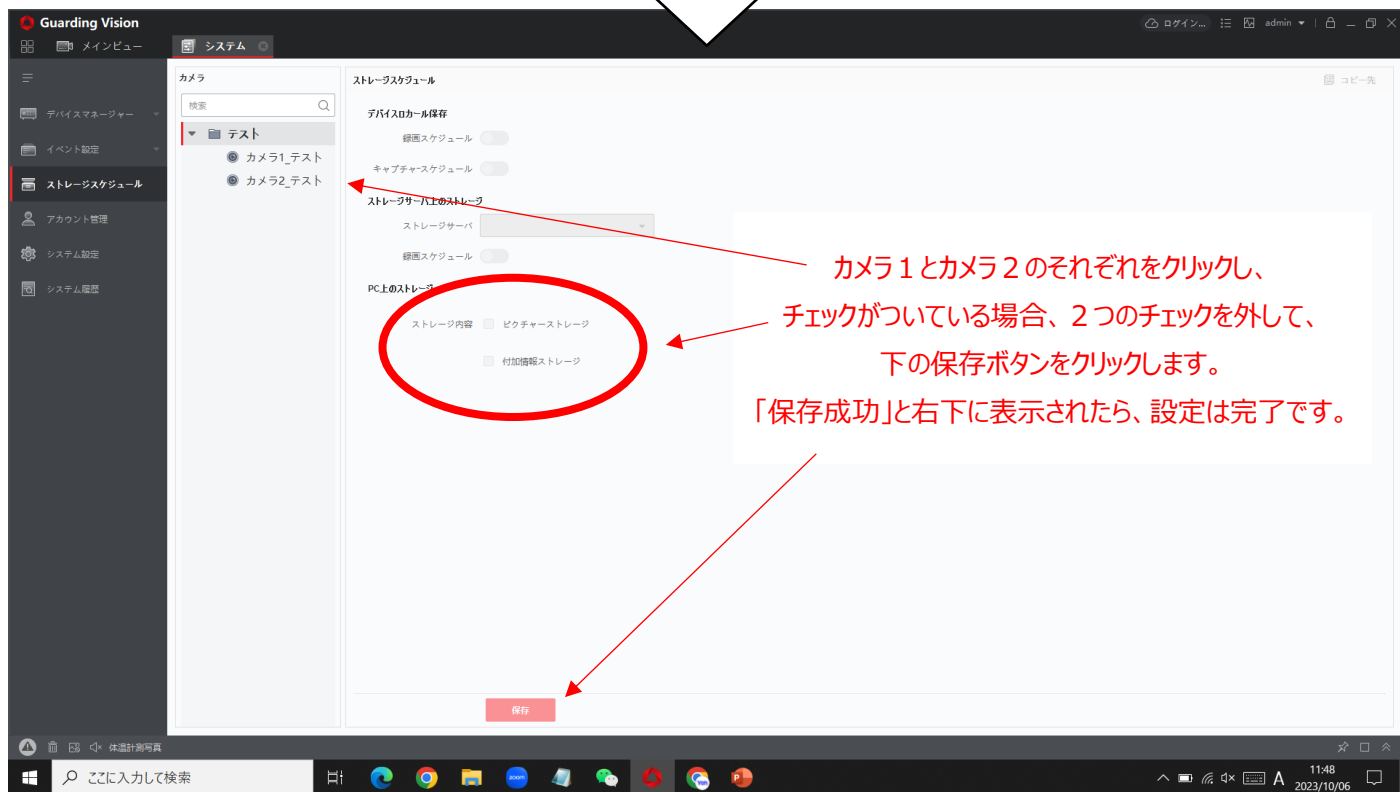 Guarding Vision
ログイン...
admin
メインビュー
システム
カメラ
ストレージスケジュール
コピー先
検索
デバイスローカル保存
デバイスマネージャー
テスト
録画スケジュール
イベント設定
カメラ1_テスト
キャプチャ-スケジュール
ストレージスケジュール
カメラ2_テスト
ストレージサーバ上のストレージ
アカウント管理
ストレージサーバ
システム設定
録画スケジュール
システム履歴
PC上のストレージ
ストレージ内容
ピクチャーストレージ
付加情報ストレージ
カメラ１とカメラ２のそれぞれをクリックし、
チェックがついている場合、２つのチェックを外して、
下の保存ボタンをクリックします。
「保存成功」と右下に表示されたら、設定は完了です。
保存
体温計測写真
ここに入力して検索
zoom
A
11:48
2023/10/06